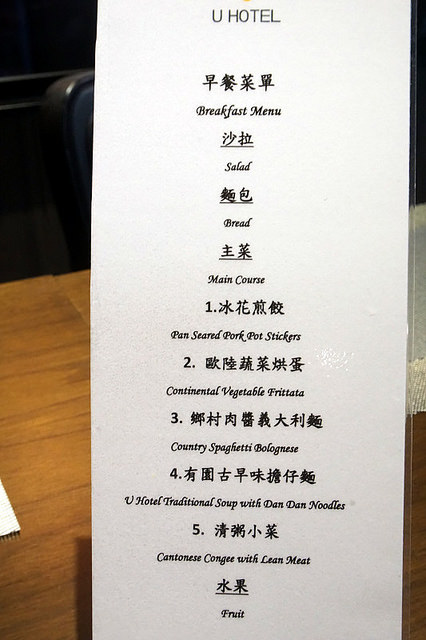 U HOTEL
早餐菜單
Breakfast Menu
沙拉
Salad
麵包
Bread
主菜
Main Course
1.冰花煎餃
Pan Seared Pork Pot Stickers
2. 歐陸蔬菜烘蛋
Continental Vegetable Frittata
3. 鄉村肉醬義大利麵
Country Spaghetti Bolognese
4.有園古早味擔仔麵
U Hotel Traditional Soup with Dan Dan Noodles
5. 清粥小菜
Cantonese Congee with Lean Meat
水果
Fruit